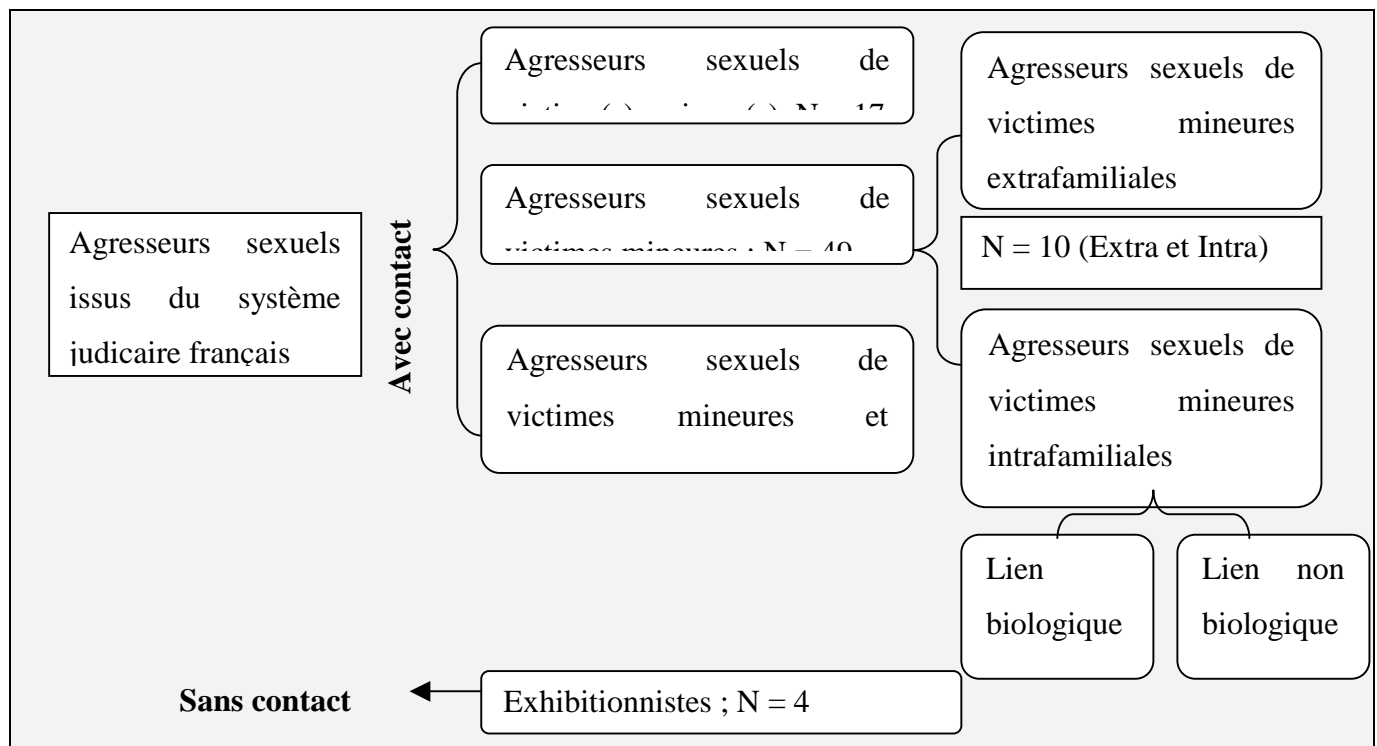 Agresseurs sexuels
issus du système
judicaire français
Avec contact
Agresseurs sexuels de
Agresseurs sexuels de
victimes mineures
Agresseurs sexuels de
victimes mineures et
Agresseurs sexuels de
victimes mineures
extrafamiliales
N = 10 (Extra et Intra)
Agresseurs sexuels de
victimes mineures
intrafamiliales
Lien
biologique
Lien non
biologique
Sans contact
Exhibitionnistes ; N = 4